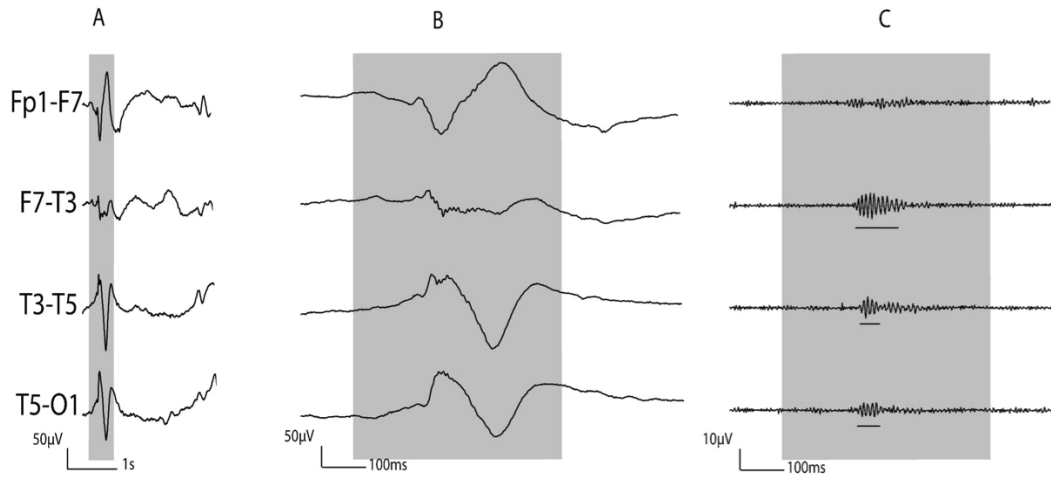 A
B
C
Fp1-F7
F7-T3
T3-T5
T5-O1
50µV
1s
50µV
100ms
10µV
100ms